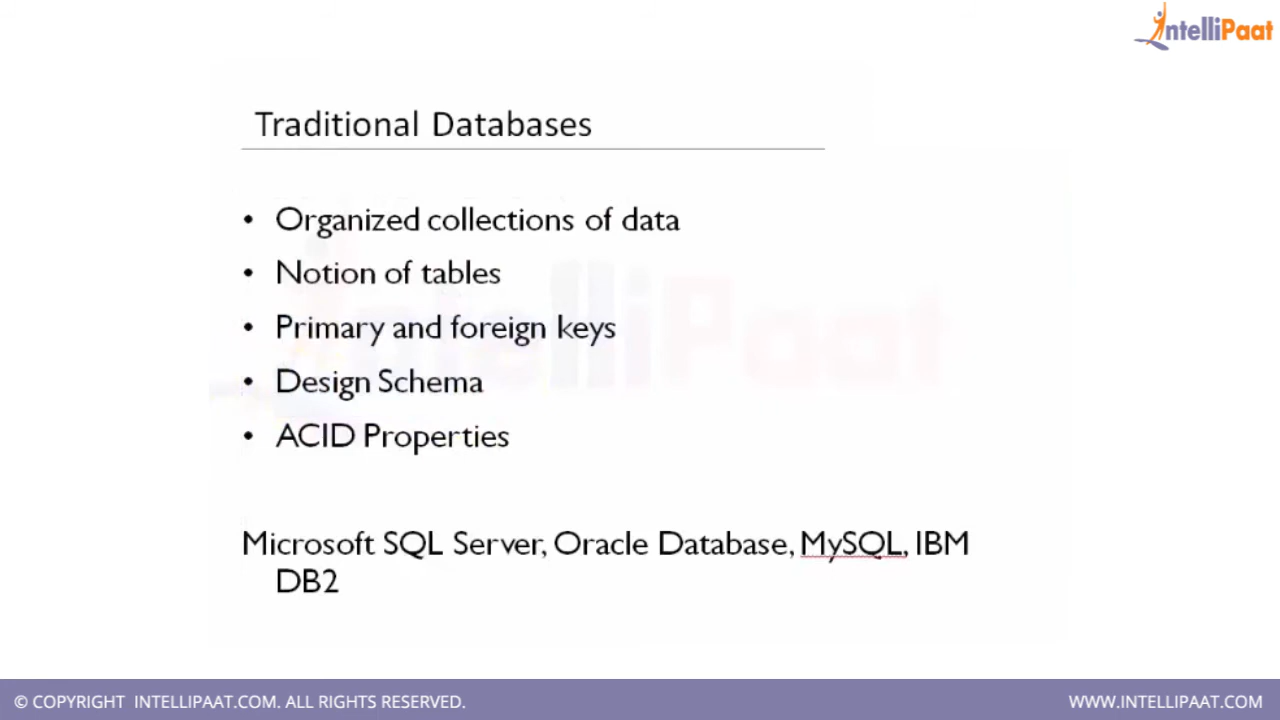 IntelliPaat
Traditional Databases
• Organized collections of data
• Notion of tables
• Primary and foreign keys
• Design Schema
• ACID Properties
Microsoft SQL Server, Oracle Database, MySQL, IBM
DB2
© COPYRIGHT INTELLIPAAT.COM. ALL RIGHTS RESERVED.
WWW.INTELLIPAAT.COM